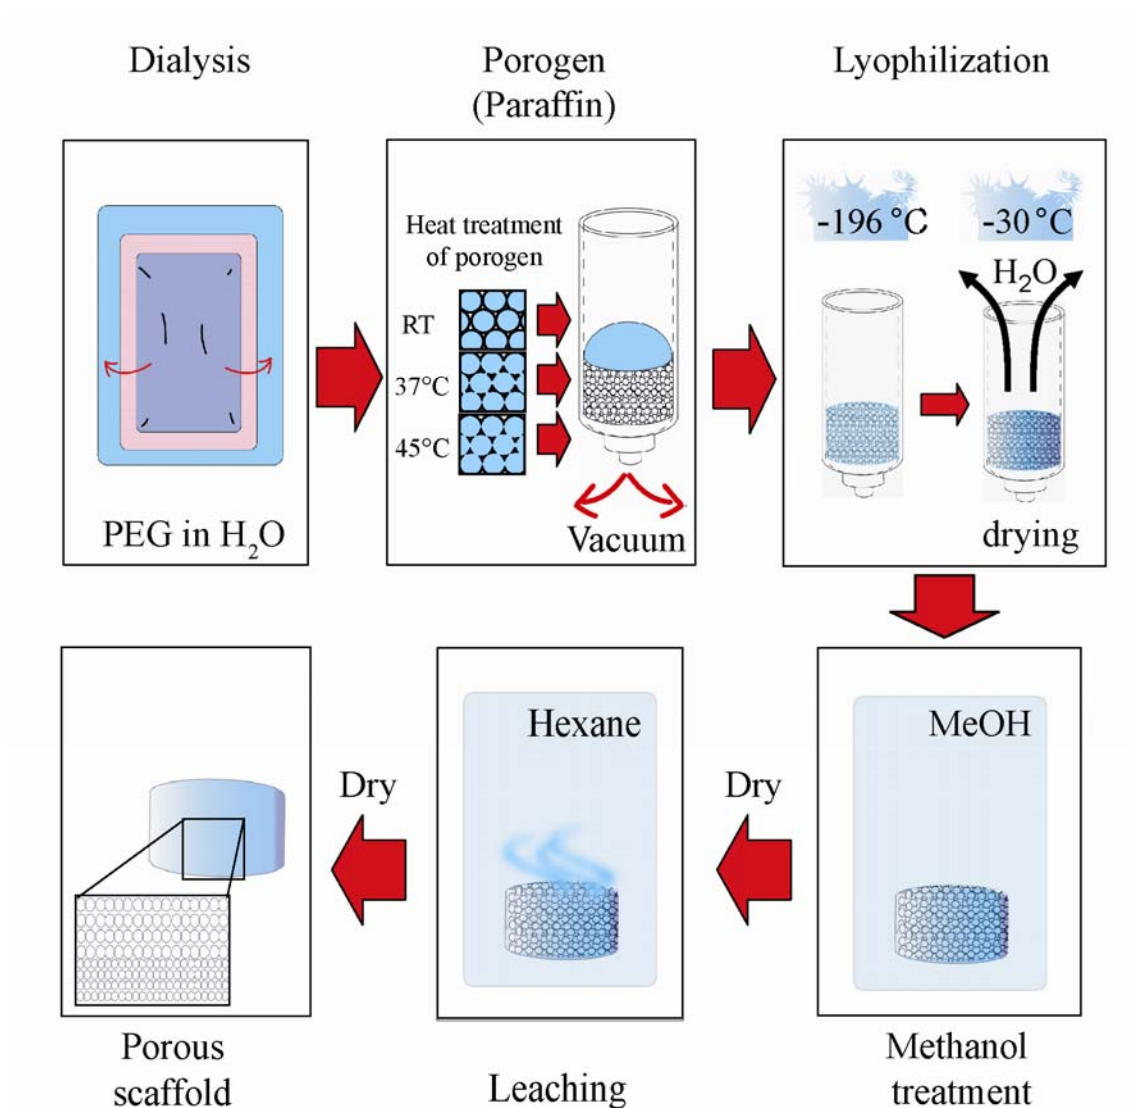 Dialysis
PEG in H₂O
Porogen
(Paraffin)
Heat treatment
of porogen
RT
37°C
45°C
Vacuum
Lyophilization
-196 °C
-30 °C
H₂O
drying
MeOH
Methanol
treatment
Dry
Hexane
Leaching
Dry
Porous
scaffold